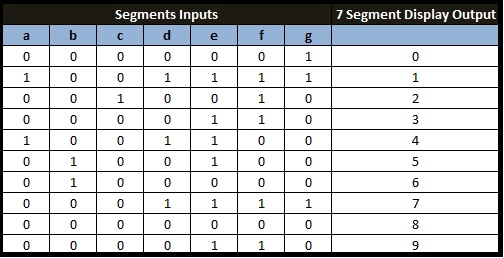 Segments Inputs 7 Segment Display Output
a b c d e f g
0 0 0 0 0 0 1 0
1 0 0 1 1 1 1 1
0 0 1 0 0 1 0 2
0 0 0 0 1 1 0 3
1 0 0 1 1 0 0 4
0 1 0 0 1 0 0 5
0 1 0 0 0 0 0 6
0 0 0 1 1 1 1 7
0 0 0 0 0 0 0 8
0 0 0 0 1 1 0 9